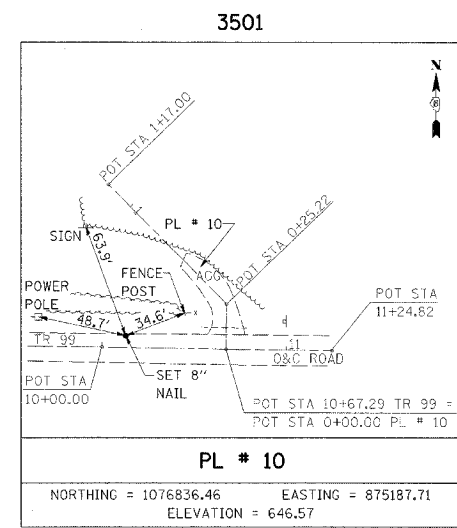 3501
N
POT STA 1+17.00
PL # 10
POT STA 0+25.22
SIGN
63.9'
AGG
FENCE
POST
POWER
POLE
48.7'
34.6'
POT STA
11+24.82
TR 99
11
O&C ROAD
POT STA
10+00.00
SET 8"
NAIL
POT STA 10+67.29 TR 99 =
POT STA 0+00.00 PL # 10
PL # 10
NORTHING = 1076836.46 EASTING = 875187.71
ELEVATION = 646.57